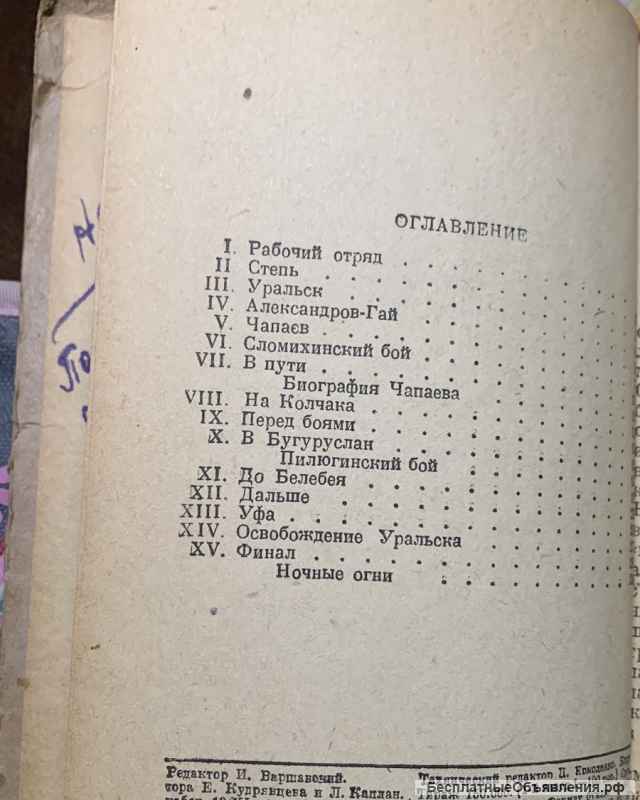 ОГЛАВЛЕНИЕ
I. Рабочий отряд
II Степь
III. Уральск
IV. Александров-Гай
V. Чапаев
VI. Сломихинский бой
VII. В пути
Биография Чапаева
VIII. На Колчака
IX. Перед боями
X. В Бугуруслан
Пилюгинский бой
XI. До Белебея
XII. Дальше
XIII. Уфа
XIV. Освобождение Уральска
XV. Финал
Ночные огни
Редактор И. Варшавский. Технический редактор
тора Е. Кудрявцева и Л. Каплан.
БесплатныеОбъявления.рф